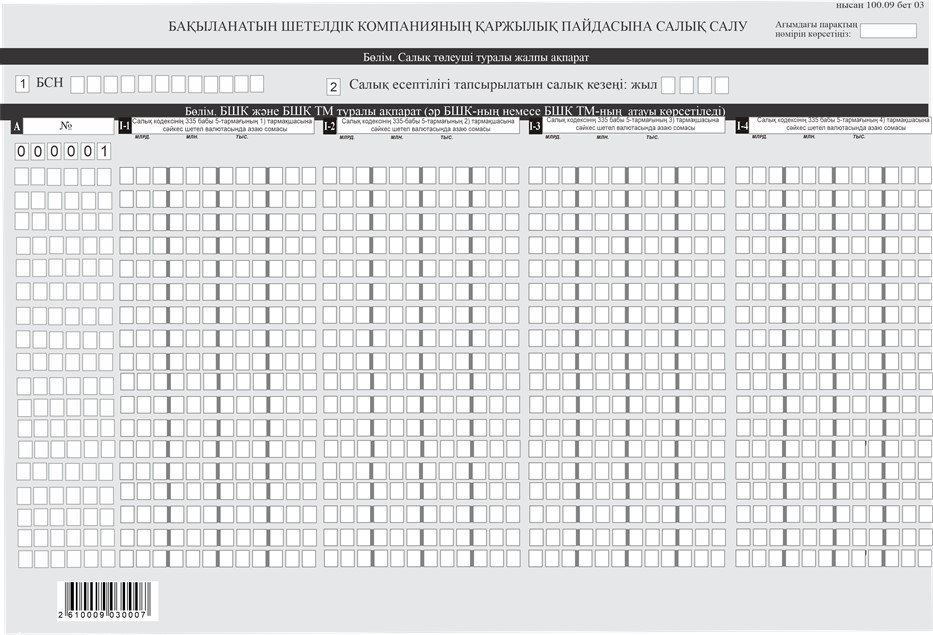 нысан 100.09 бет 03
БАҚЫЛАНАТЫН ШЕТЕЛДІК КОМПАНИЯНЫҢ ҚАРЖЫЛЫҚ ПАЙДАСЫНА САЛЫҚ САЛУ
Ағымдағы парақтың
нөмірін көрсетіңіз:
Бөлім. Салық төлеуші туралы жалпы ақпарат
1 БСН
2 Салық есептілігі тапсырылатын салық кезеңі: жыл
Бөлім. БШК және БШК ТМ туралы ақпарат (әр БШК-ның немесе БШК ТМ-ның атауы көрсетіледі)
A №
I-1 Салық кодексінің 335 бабы 5-тармағының 1) тармақшасына
сәйкес шетел валютасында азаю сомасы
МЛРД. МЛН. ТЫС.
I-2 Салық кодексінің 335-бабы 5-тармағының 2) тармақшасына
сәйкес шетел валютасында азаю сомасы
МЛРД. МЛН. ТЫС.
I-3 Салық кодексінің 335 бабы 5-тармағының 3) тармақшасына
сәйкес шетел валютасында азаю сомасы
МЛРД. МЛН. ТЫС.
I-4 Салық кодексінің 335 бабы 5-тармағының 4) тармақшасына
сәйкес шетел валютасында азаю сомасы
МЛРД. МЛН. ТЫС.
0 0 0 0 0 1
2 610009 030007